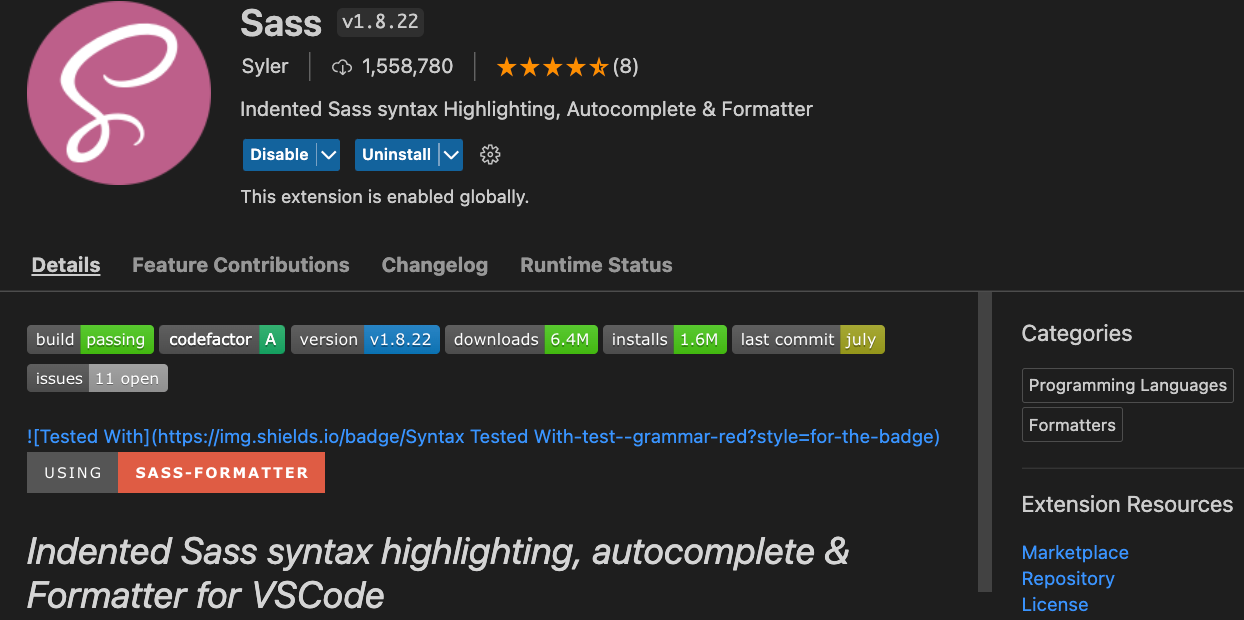 Sass v1.8.22
Syler 1,558,780 (8)
Indented Sass syntax Highlighting, Autocomplete & Formatter
Disable Uninstall
This extension is enabled globally.
Details Feature Contributions Changelog Runtime Status
build passing codefactor A version v1.8.22 downloads 6.4M installs 1.6M last commit july
issues 11 open
![Tested With](https://img.shields.io/badge/Syntax Tested With-test--grammar-red?style=for-the-badge)
USING SASS-FORMATTER
Indented Sass syntax highlighting, autocomplete &
Formatter for VSCode
Categories
Programming Languages
Formatters
Extension Resources
Marketplace
Repository
License